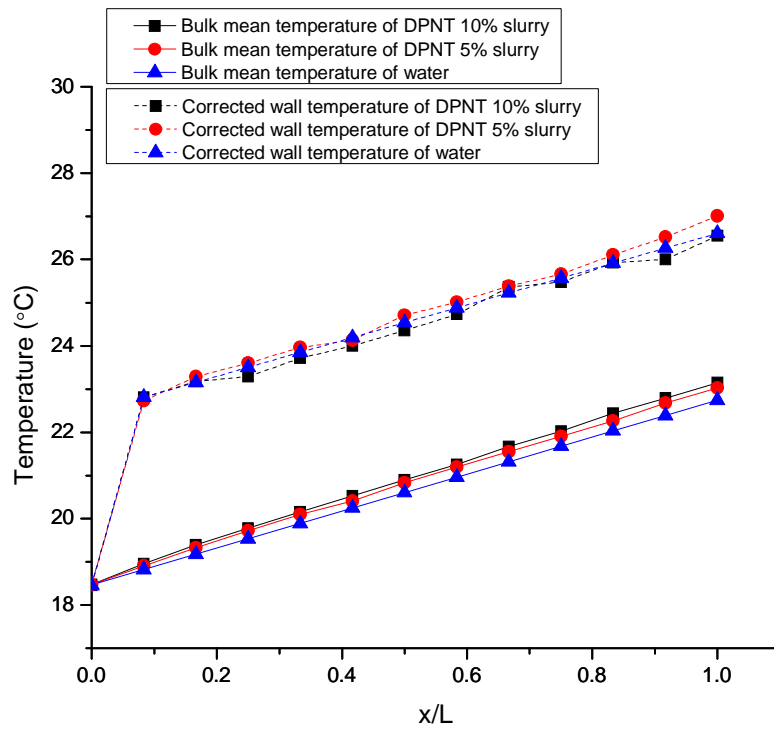 Bulk mean temperature of DPNT 10% slurry
Bulk mean temperature of DPNT 5% slurry
Bulk mean temperature of water
Corrected wall temperature of DPNT 10% slurry
Corrected wall temperature of DPNT 5% slurry
Corrected wall temperature of water
30
28
26
24
22
20
18
Temperature (°C)
0.0 0.2 0.4 0.6 0.8 1.0
x/L